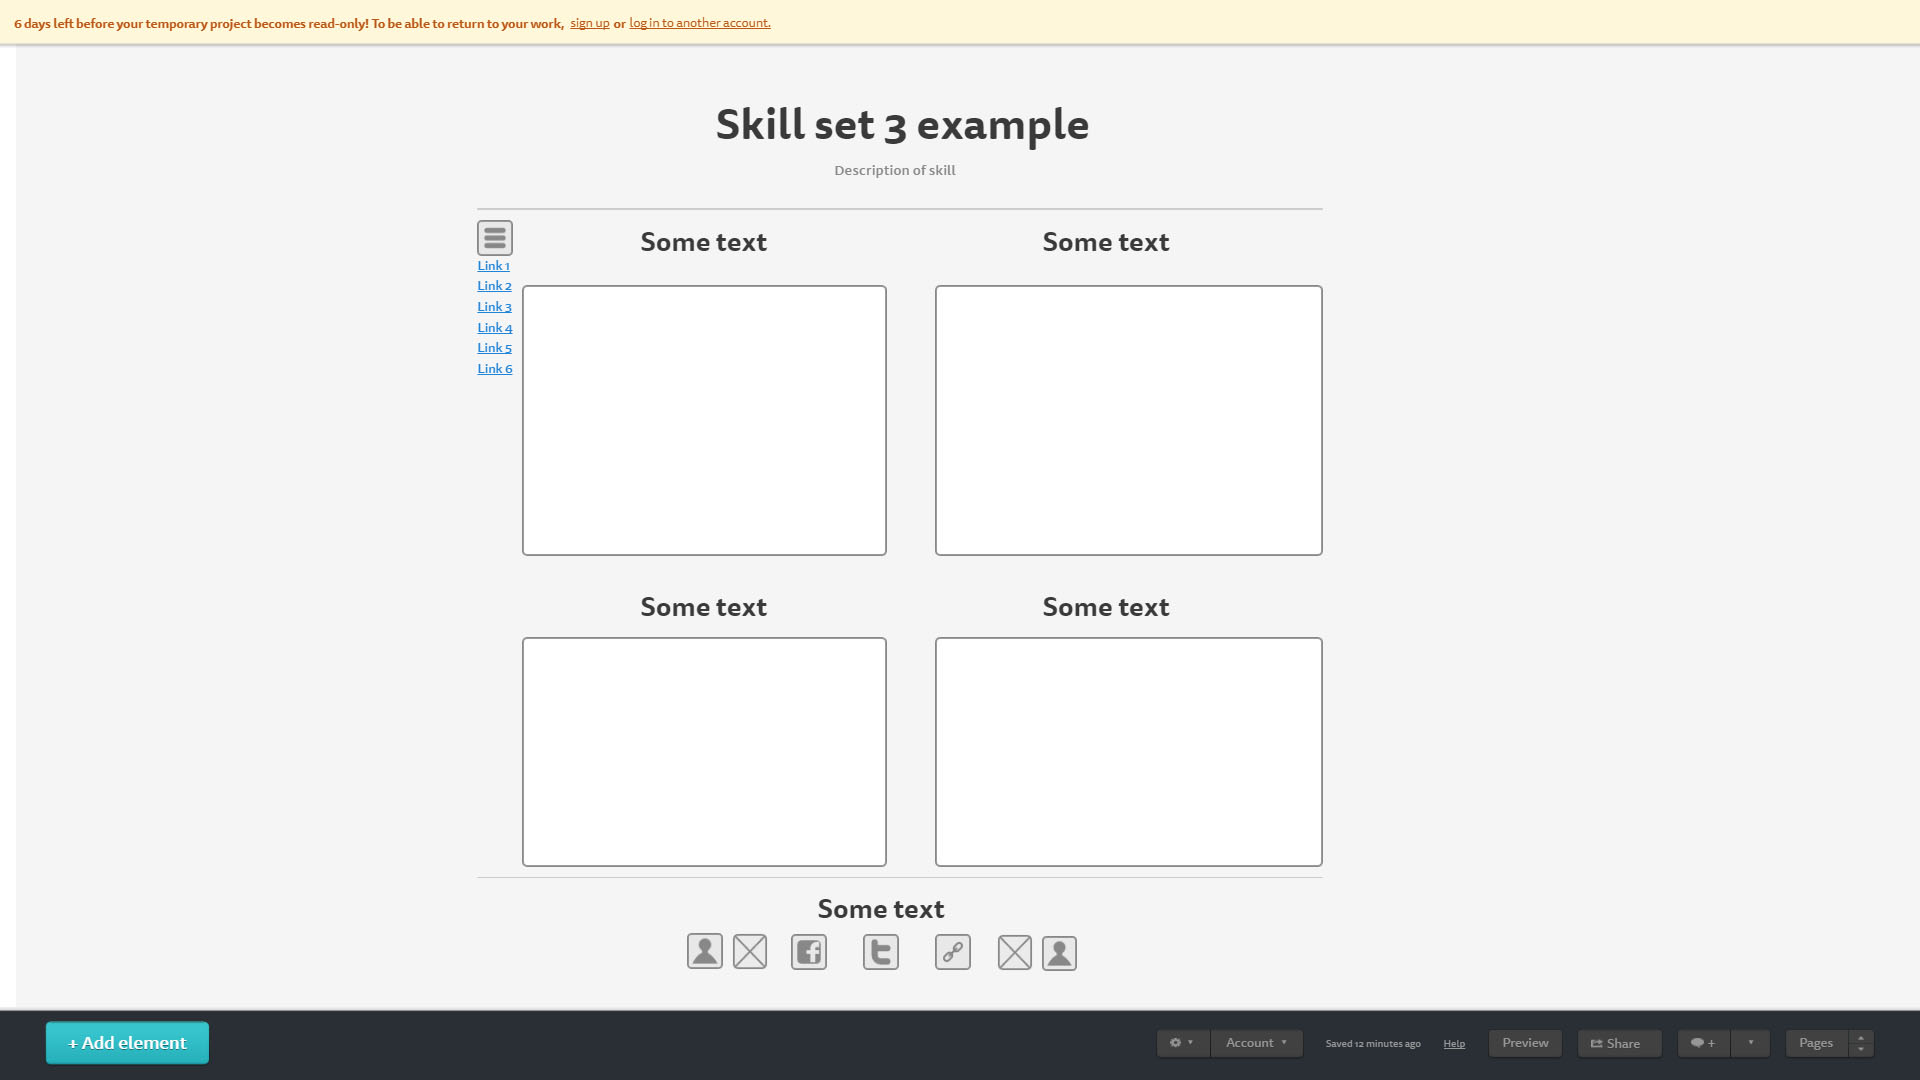 6 days left before your temporary project becomes read-only! To be able to return to your work, sign up or log in to another account.
Skill set 3 example
Description of skill
Some text
Some text
Link 1
Link 2
Link 3
Link 4
Link 5
Link 6
Some text
Some text
Some text
+ Add element
Account
Saved 12 minutes ago
Help
Preview
Share
+
Pages